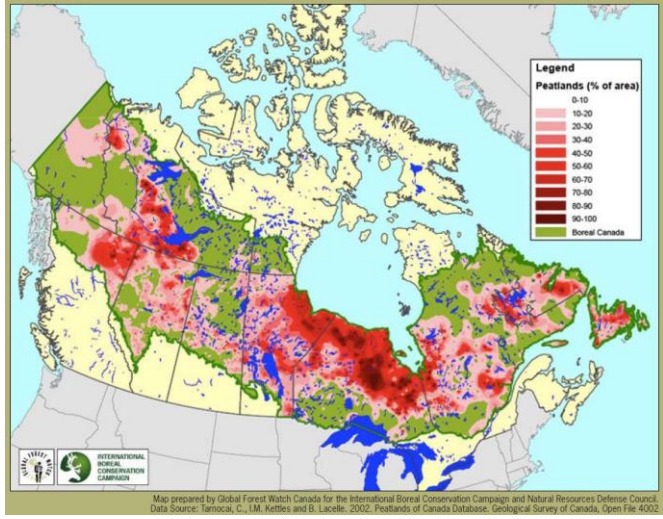 Legend
Peatlands (% of area)
0-10
10-20
20-30
30-40
40-50
50-60
60-70
70-80
80-90
90-100
Boreal Canada
GLOBAL FOREST WATCH
INTERNATIONAL
BOREAL
CONSERVATION
CAMPAIGN
Map prepared by Global Forest Watch Canada for the International Boreal Conservation Campaign and Natural Resources Defense Council.
Data Source: Tarnocai, C., I.M. Kettles and B. Lacelle. 2002. Peatlands of Canada Database. Geological Survey of Canada, Open File 4002